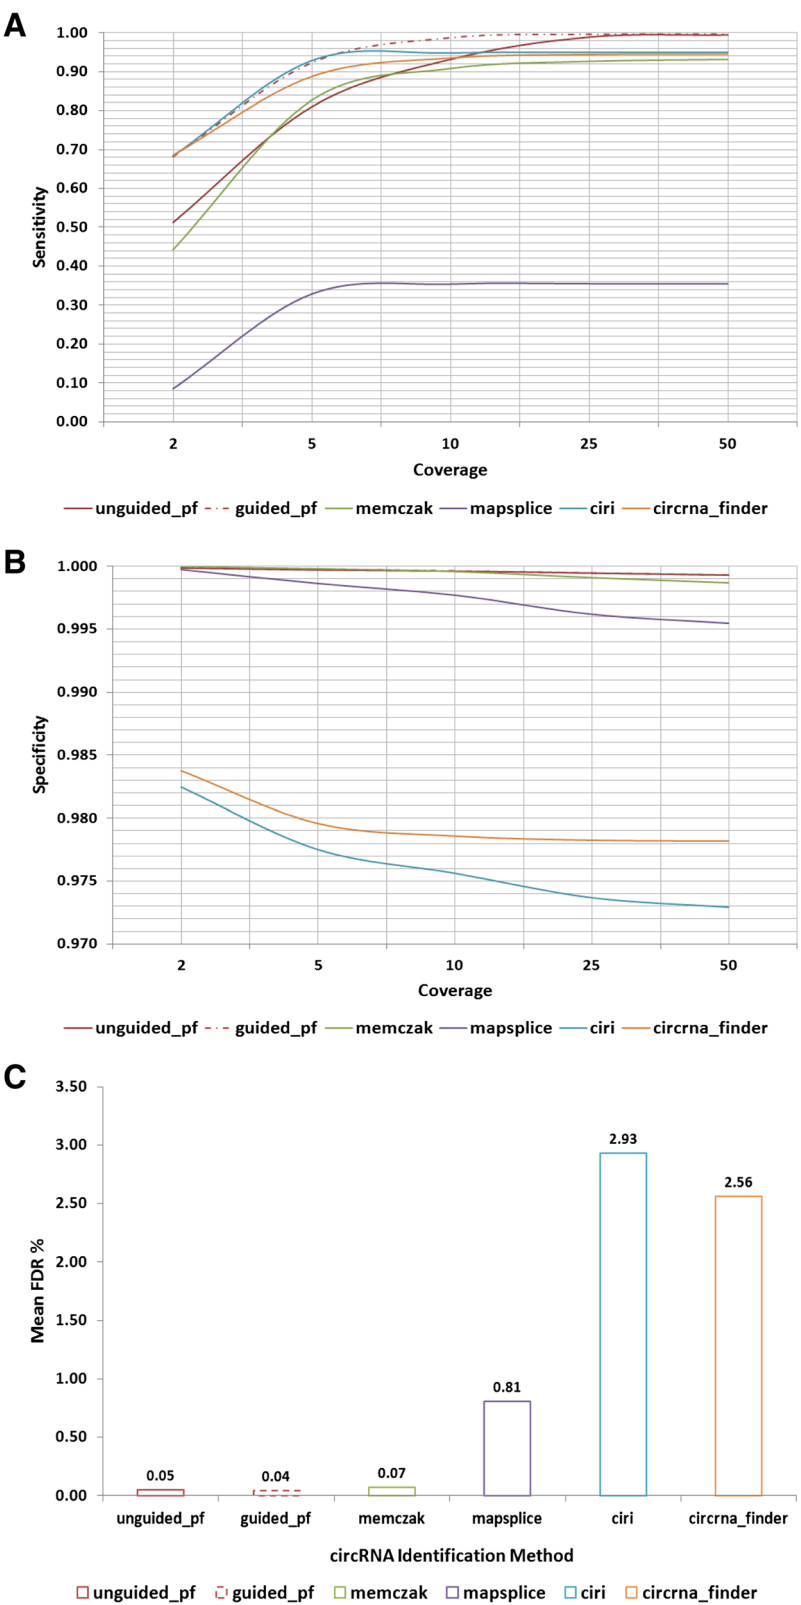 A
1.00
0.90
0.80
0.70
0.60
0.50
0.40
0.30
0.20
0.10
0.00
Sensitivity
2 5 10 25 50
Coverage
unguided_pf guided_pf memczak mapsplice ciri circrna_finder
B
1.000
0.995
0.990
0.985
0.980
0.975
0.970
Specificity
2 5 10 25 50
Coverage
unguided_pf guided_pf memczak mapsplice ciri circrna_finder
C
3.50
3.00
2.50
2.00
1.50
1.00
0.50
0.00
Mean FDR %
0.05 0.04 0.07 0.81 2.93 2.56
unguided_pf guided_pf memczak mapsplice ciri circrna_finder
circRNA Identification Method
unguided_pf guided_pf memczak mapsplice ciri circrna_finder